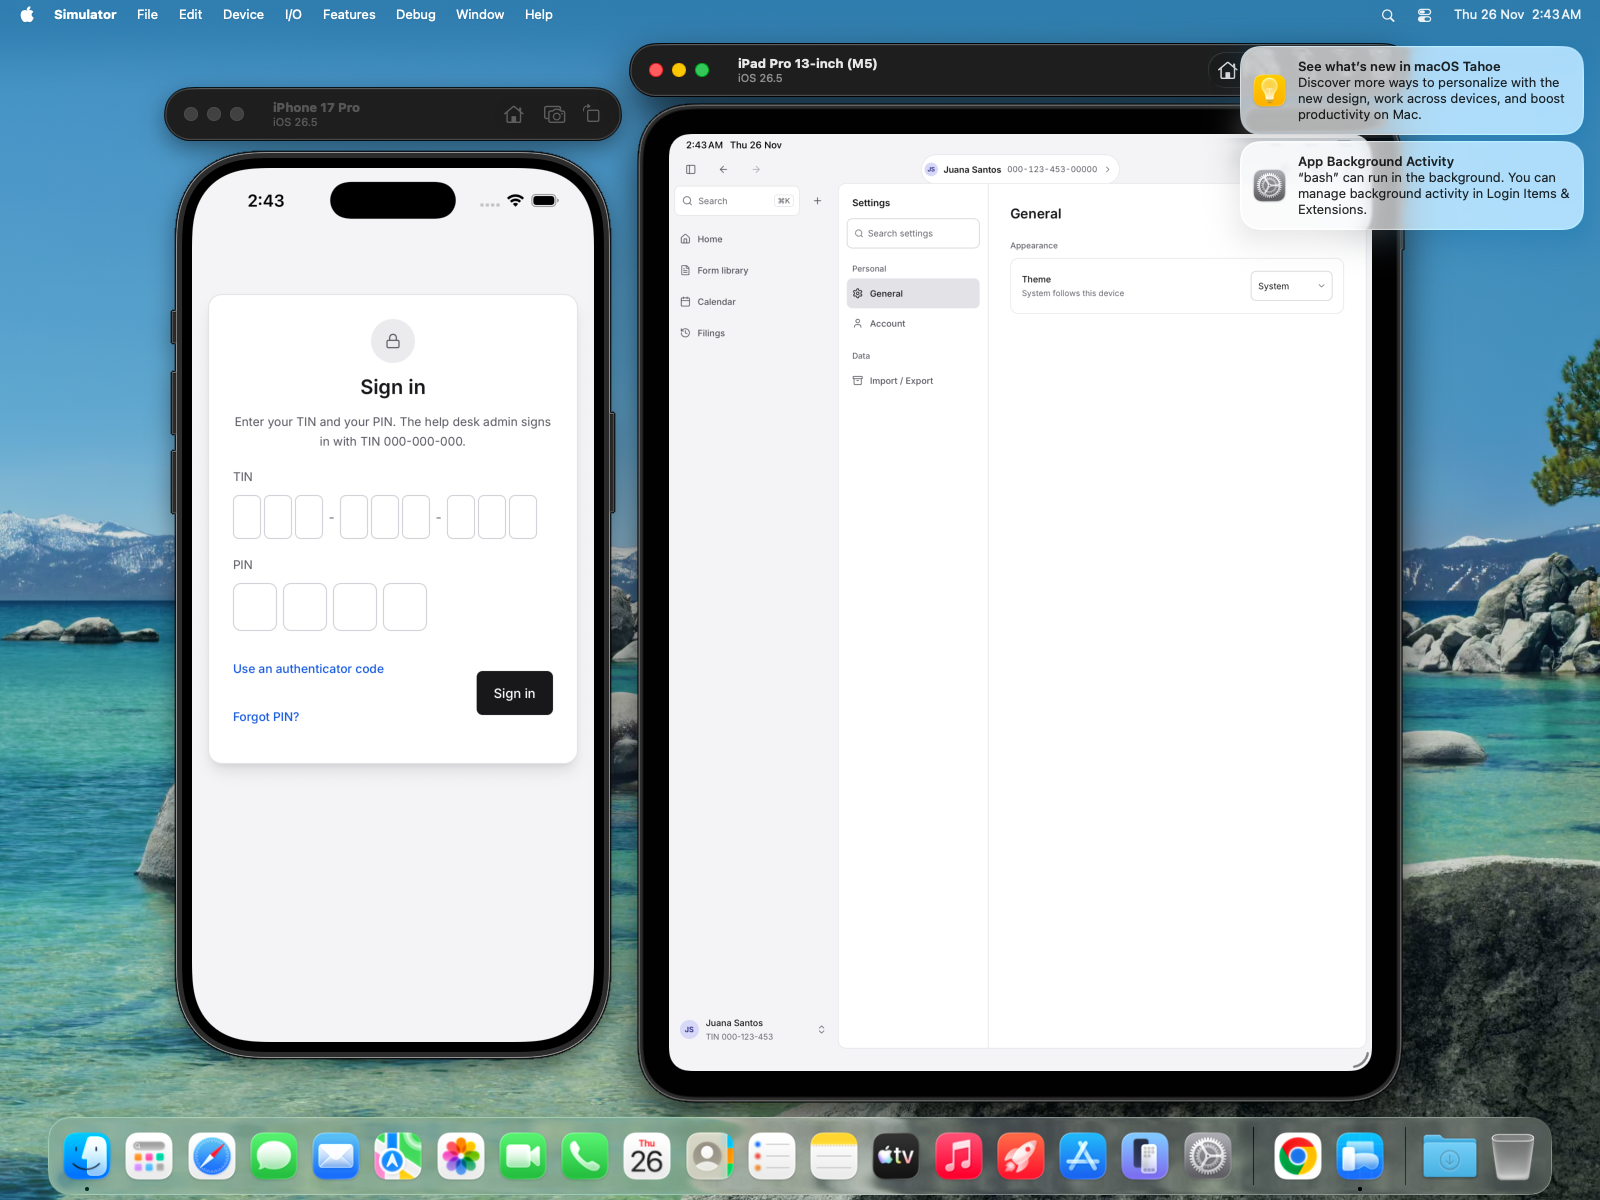 Simulator File Edit Device I/O Features Debug Window Help
Thu 26 Nov 2:43 AM
iPhone 17 Pro
iOS 26.5
2:43
Sign in
Enter your TIN and your PIN. The help desk admin signs
in with TIN 000-000-000.
TIN
- -
PIN
Use an authenticator code
Sign in
Forgot PIN?
iPad Pro 13-inch (M5)
iOS 26.5
2:43 AM Thu 26 Nov
JS Juana Santos 000-123-453-00000
Search ⌘K
Home
Form library
Calendar
Filings
JS
Juana Santos
TIN 000-123-453
Settings
Search settings
Personal
General
Account
Data
Import / Export
General
Appearance
Theme
System follows this device
System
See what's new in macOS Tahoe
Discover more ways to personalize with the
new design, work across devices, and boost
productivity on Mac.
App Background Activity
“bash” can run in the background. You can
manage background activity in Login Items &
Extensions.
Thu
26
tv